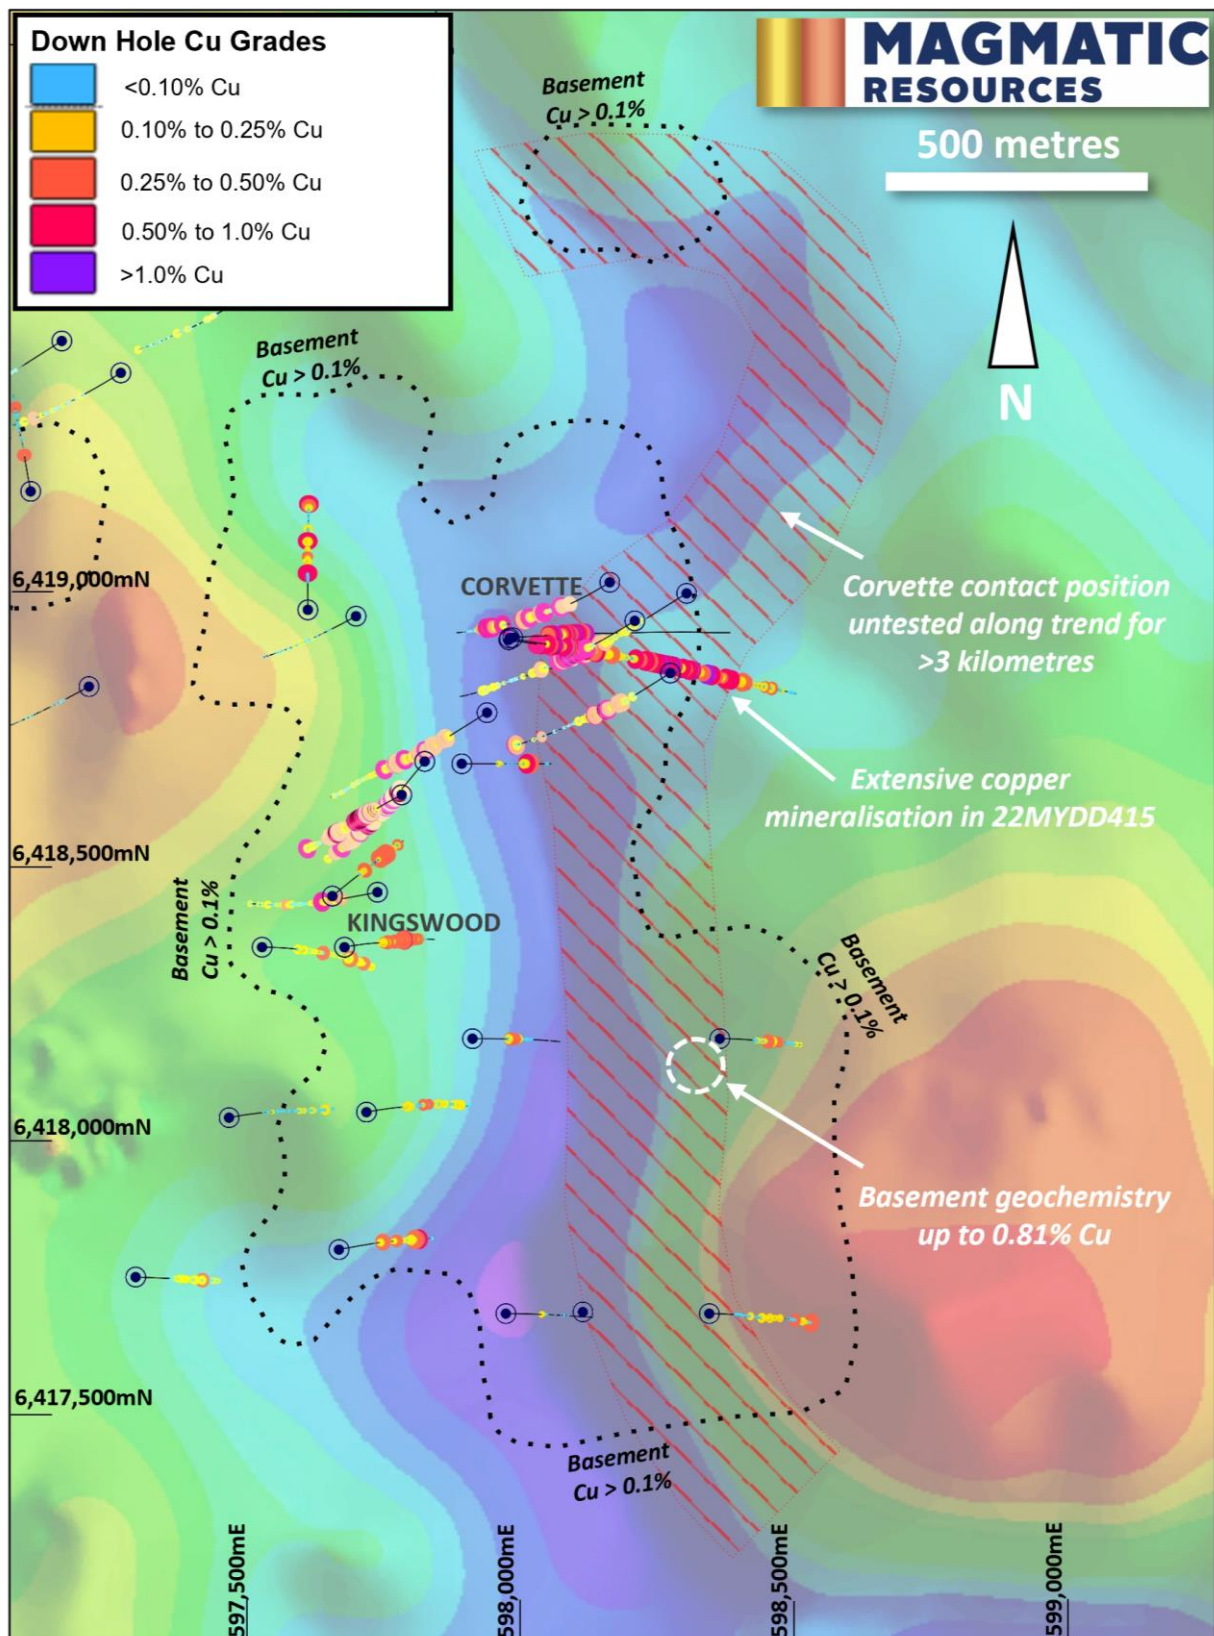 Down Hole Cu Grades
<0.10% Cu
0.10% to 0.25% Cu
0.25% to 0.50% Cu
0.50% to 1.0% Cu
>1.0% Cu
MAGMATIC
RESOURCES
500 metres
N
Basement
Cu > 0.1%
Basement
Cu > 0.1%
6,419,000mN
CORVETTE
Corvette contact position
untested along trend for
>3 kilometres
Extensive copper
mineralisation in 22MYDD415
6,418,500mN
Basement
Cu > 0.1%
KINGSWOOD
Basement
Cu > 0.1%
6,418,000mN
Basement geochemistry
up to 0.81% Cu
6,417,500mN
Basement
Cu > 0.1%
597,500mE
598,000mE
598,500mE
599,000mE